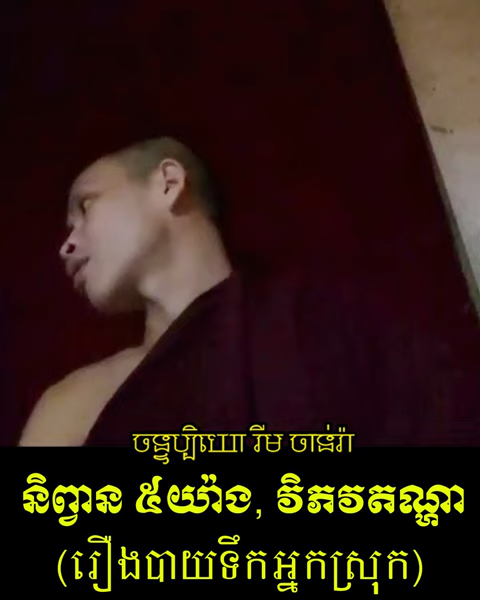 ចន្ទូប្បិយោ រឹម ចាន់រ៉ា
និព្វាន ៥យ៉ាង, វិភវតណ្ហា
(រឿងបាយទឹកអ្នកស្រុក)